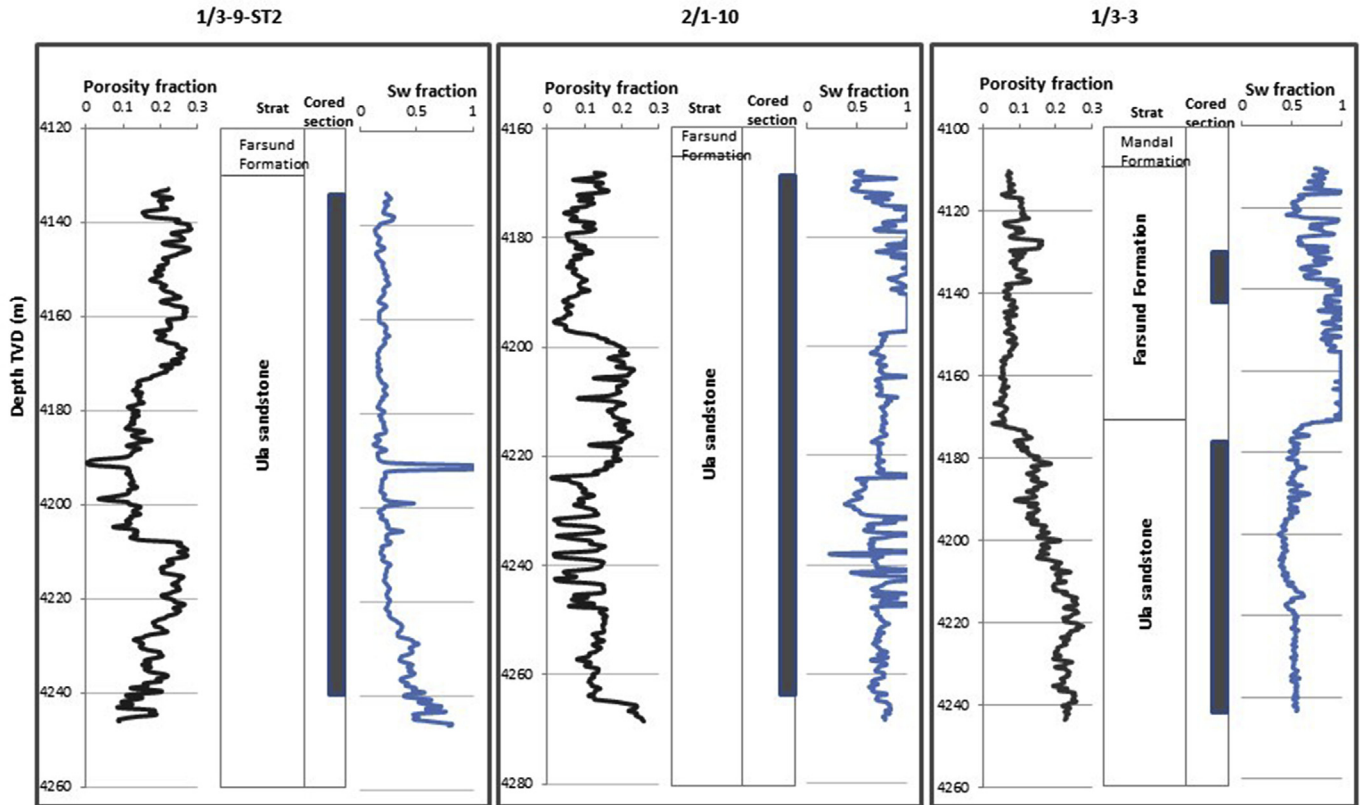 1/3-9-ST2
2/1-10
1/3-3
Depth TVD (m)
Porosity fraction
0 0.1 0.2 0.3
Strat
Cored
section
Sw fraction
0 0.5 1
4120
4140
4160
4180
4200
4220
4240
4260
Farsund
Formation
Ula sandstone
Porosity fraction
0 0.1 0.2 0.3
Strat
Cored
section
Sw fraction
0 0.5 1
4160
4180
4200
4220
4240
4260
4280
Farsund
Formation
Ula sandstone
Porosity fraction
0 0.1 0.2 0.3
Strat
Cored
section
Sw fraction
0 0.5 1
4100
4120
4140
4160
4180
4200
4220
4240
4260
Mandal
Formation
Farsund Formation
Ula sandstone